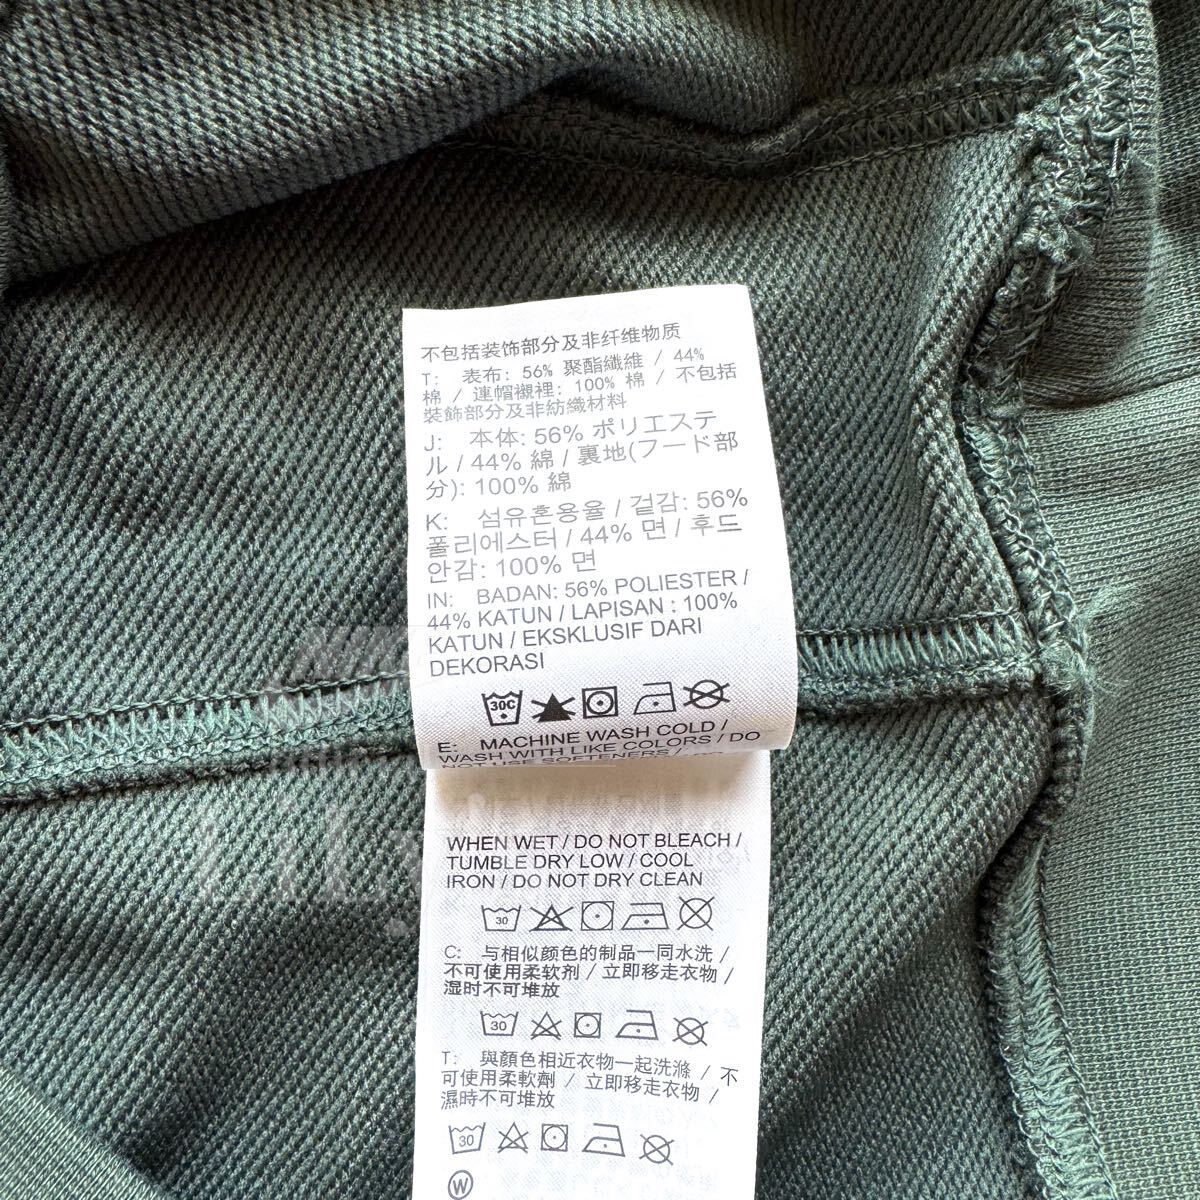 不包括装饰部分及非纤维物质
T: 表布: 56% 聚酯纖維 / 44%
棉 / 連帽襯裡: 100% 棉 / 不包括
裝飾部分及非紡織材料
J: 本体: 56% ポリエステ
ル / 44% 綿 / 裏地(フード部
分): 100% 綿
K: 섬유혼용율 / 겉감: 56%
폴리에스터 / 44% 면 / 후드
안감: 100% 면
IN: BADAN: 56% POLIESTER /
44% KATUN / LAPISAN : 100%
KATUN / EKSKLUSIF DARI
DEKORASI
30C
E: MACHINE WASH COLD /
WASH WITH LIKE COLORS / DO
NOT USE SOFTENERS /
WHEN WET / DO NOT BLEACH /
TUMBLE DRY LOW / COOL
IRON / DO NOT DRY CLEAN
30
C: 与相似颜色的制品一同水洗 /
不可使用柔软剂 / 立即移走衣物 /
湿时不可堆放
30
T: 與顏色相近衣物一起洗滌 / 不
可使用柔軟劑 / 立即移走衣物 /
濕時不可堆放
30
W
LiLy